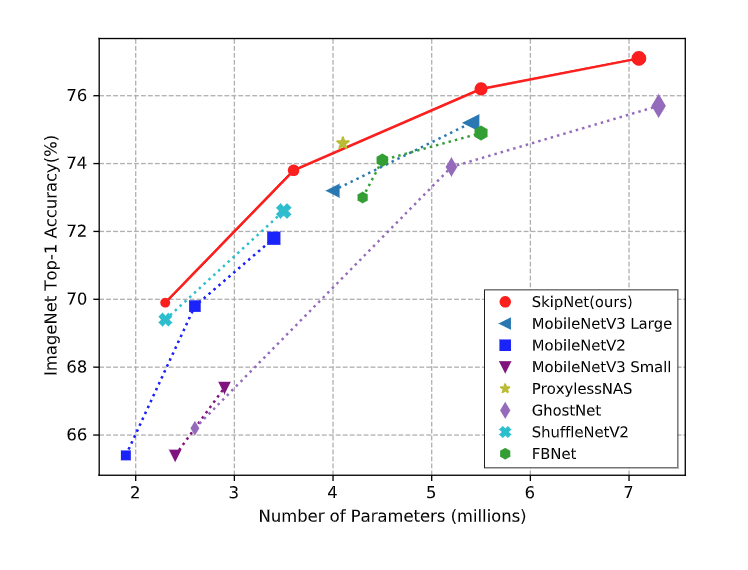 76
74
72
70
68
66
ImageNet Top-1 Accuracy(%)
2 3 4 5 6 7
Number of Parameters (millions)
SkipNet(ours)
MobileNetV3 Large
MobileNetV2
MobileNetV3 Small
ProxylessNAS
GhostNet
ShuffleNetV2
FBNet